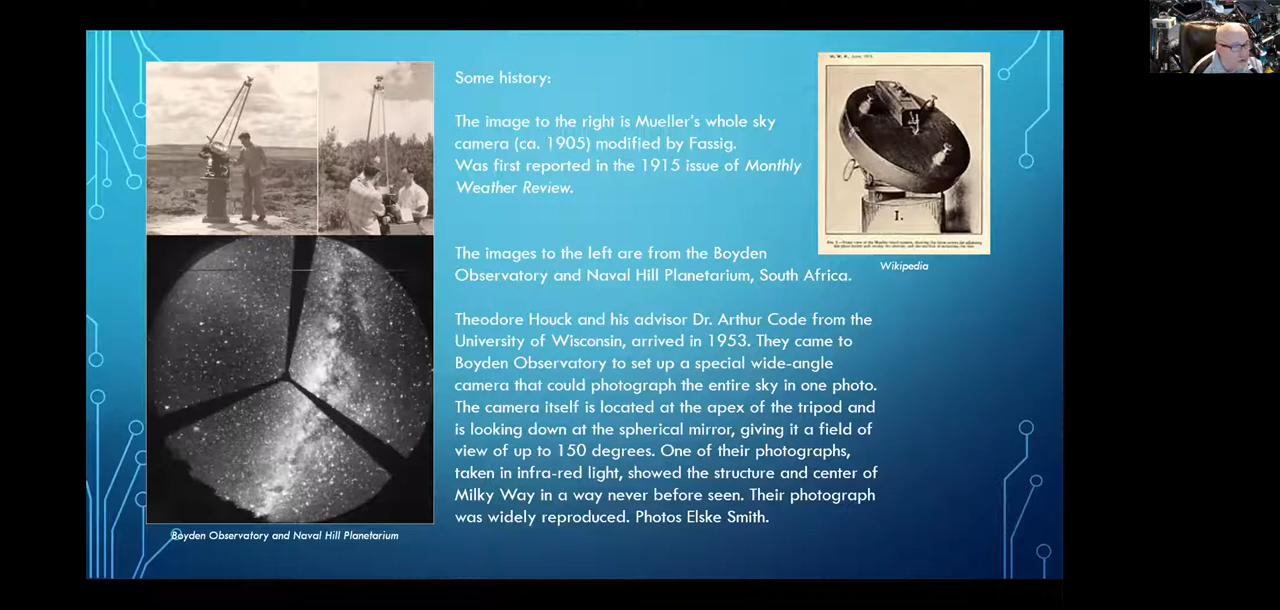 Some history:
The image to the right is Mueller's whole sky
camera (ca. 1905) modified by Fassig.
Was first reported in the 1915 issue of Monthly
Weather Review.
The images to the left are from the Boyden
Observatory and Naval Hill Planetarium, South Africa.
Theodore Houck and his advisor Dr. Arthur Code from the
University of Wisconsin, arrived in 1953. They came to
Boyden Observatory to set up a special wide-angle
camera that could photograph the entire sky in one photo.
The camera itself is located at the apex of the tripod and
is looking down at the spherical mirror, giving it a field of
view of up to 150 degrees. One of their photographs,
taken in infra-red light, showed the structure and center of
Milky Way in a way never before seen. Their photograph
was widely reproduced. Photos Elske Smith.
I.
Wikipedia
Boyden Observatory and Naval Hill Planetarium